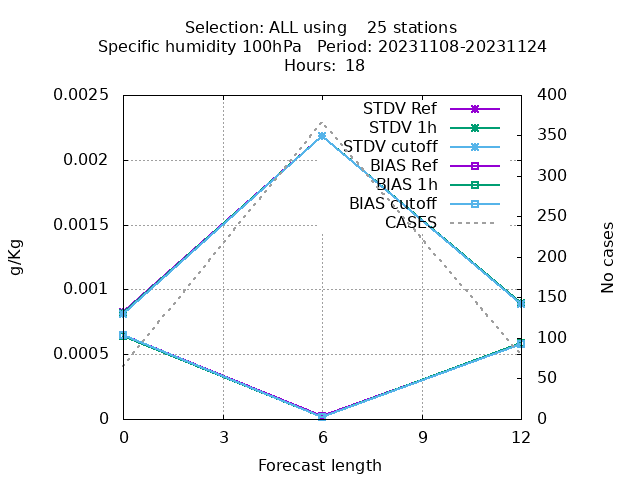 Selection: ALL using    25 stations
Specific humidity 100hPa   Period: 20231108-20231124
Hours: 18
STDV Ref
STDV 1h
STDV cutoff
BIAS Ref
BIAS 1h
BIAS cutoff
CASES
0.0025
0.002
0.0015
0.001
0.0005
0
g/Kg
400
350
300
250
200
150
100
50
0
No cases
0 3 6 9 12
Forecast length